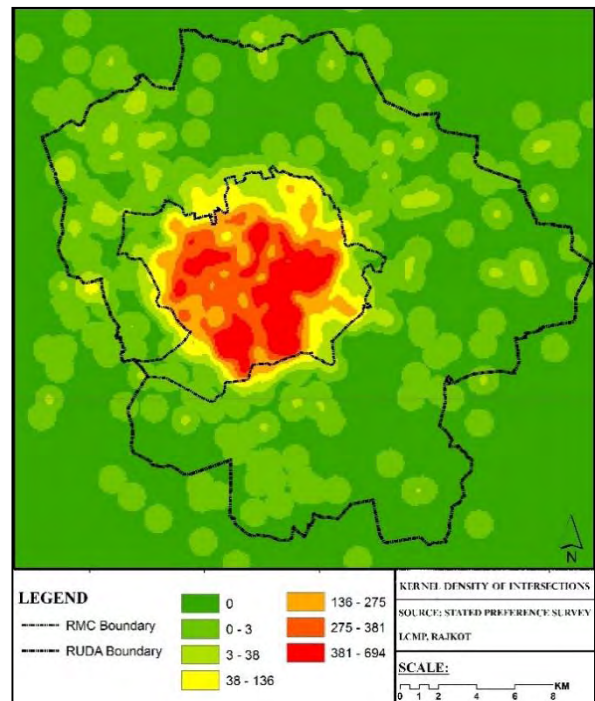 N
LEGEND
RMC Boundary
RUDA Boundary
0
0 - 3
3 - 38
38 - 136
136 - 275
275 - 381
381 - 694
KERNEL DENSITY OF INTERSECTIONS
SOURCE: STATED PREFERENCE SURVEY
LCMP, RAJKOT
SCALE:
KM
0 1 2 4 6 8